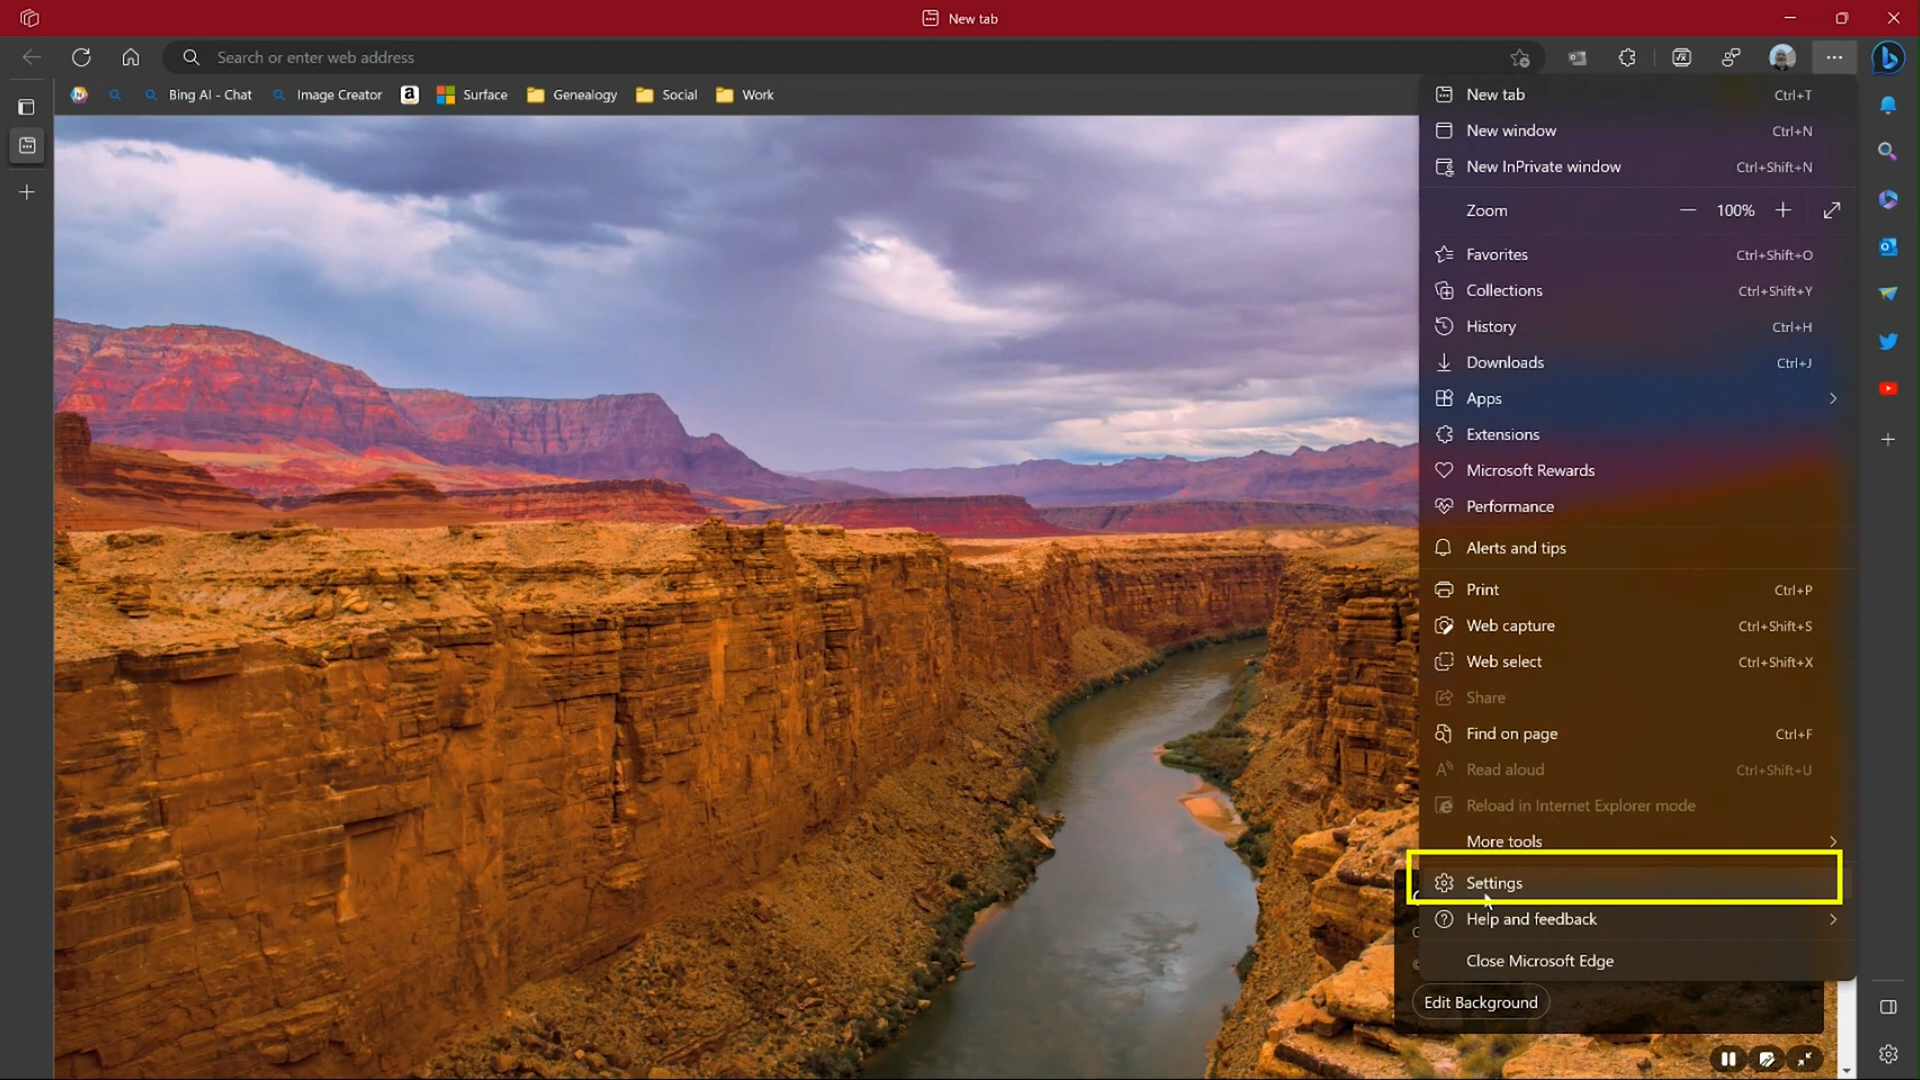 New tab
Search or enter web address
Bing AI - Chat
Image Creator
a
Surface
Genealogy
Social
Work
New tab Ctrl+T
New window Ctrl+N
New InPrivate window Ctrl+Shift+N
Zoom 100%
Favorites Ctrl+Shift+O
Collections Ctrl+Shift+Y
History Ctrl+H
Downloads Ctrl+J
Apps
Extensions
Microsoft Rewards
Performance
Alerts and tips
Print Ctrl+P
Web capture Ctrl+Shift+S
Web select Ctrl+Shift+X
Share
Find on page Ctrl+F
Read aloud Ctrl+Shift+U
Reload in Internet Explorer mode
More tools
Settings
Help and feedback
Close Microsoft Edge
Edit Background